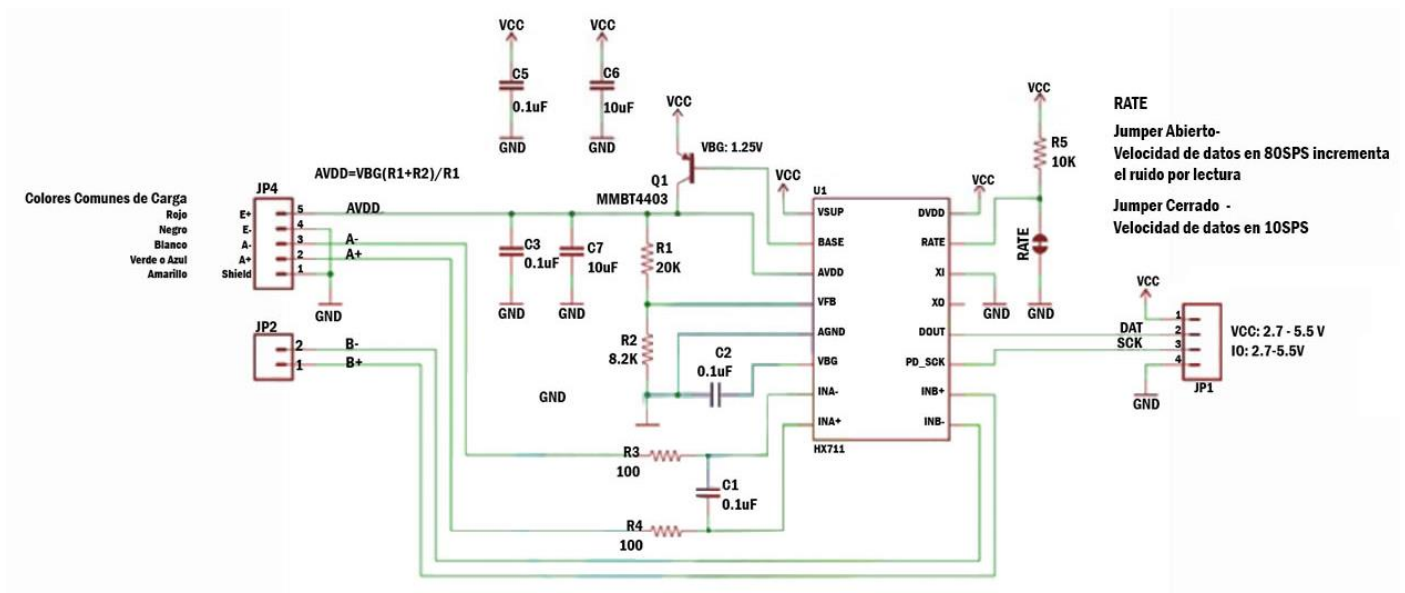 VCC
VCC
C5
0.1uF
GND
C6
10uF
GND
VCC
VBG: 1.25V
Q1
MMBT4403
AVDD=VBG(R1+R2)/R1
Colores Comunes de Carga
JP4
Rojo E+ 5 AVDD
Negro E- 4
Blanco A- 3 A-
Verde o Azul A+ 2 A+
Amarillo Shield 1
GND
JP2
2 B-
1 B+
C3
0.1uF
GND
C7
10uF
GND
R1
20K
R2
8.2K
GND
C2
0.1uF
R3
100
C1
0.1uF
R4
100
VCC
U1
VSUP
BASE
AVDD
VFB
AGND
VBG
INA-
INA+
DVDD
RATE
XI
XO
DOUT
PD_SCK
INB+
INB-
HX711
VCC
GND
VCC
R5
10K
RATE
GND
RATE
Jumper Abierto-
Velocidad de datos en 80SPS incrementa
el ruido por lectura
Jumper Cerrado -
Velocidad de datos en 10SPS
VCC
1
DAT 2
SCK 3
4
GND
JP1
VCC: 2.7 - 5.5 V
IO: 2.7-5.5V